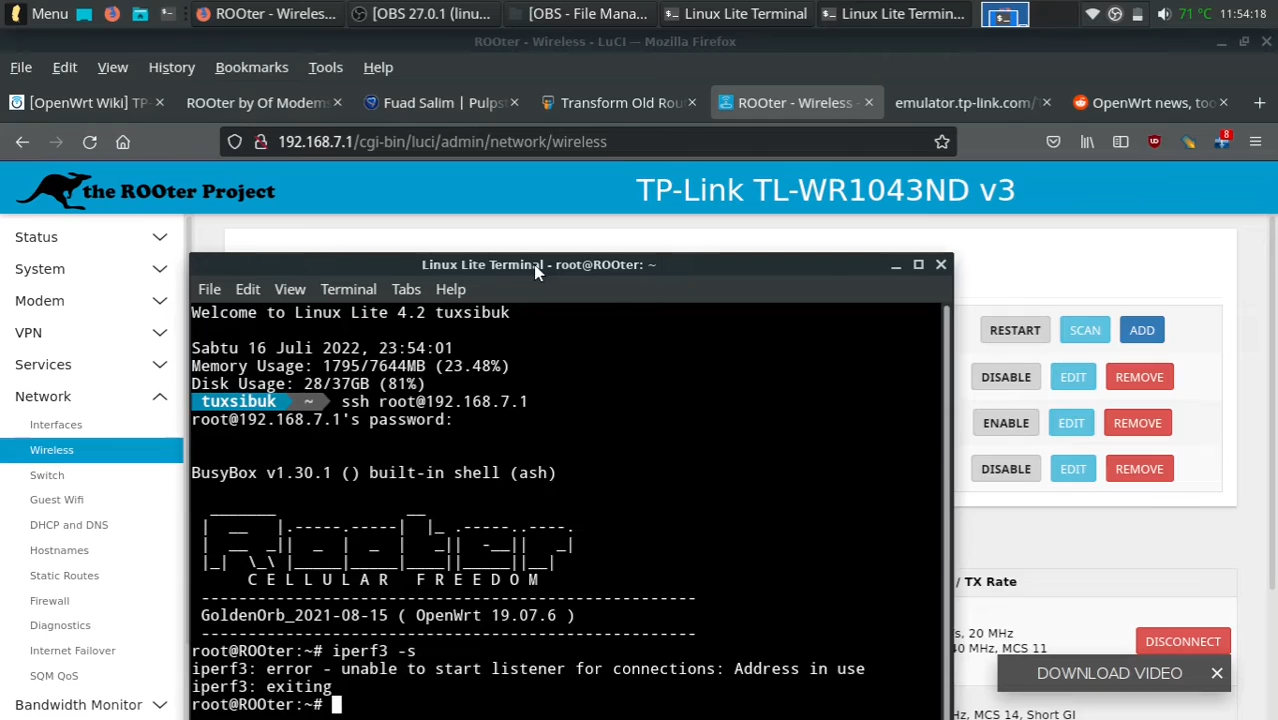 Menu
ROOter - Wireles...
[OBS 27.0.1 (linu...
[OBS - File Mana...
Linux Lite Terminal
Linux Lite Termin...
71 °C
11:54:18
ROOter - Wireless - LuCI — Mozilla Firefox
File Edit View History Bookmarks Tools Help
[OpenWrt Wiki] TP-
ROOter by Of Modems
Fuad Salim | Pulpst
Transform Old Rou
ROOter - Wireless -
emulator.tp-link.com/
OpenWrt news, too
192.168.7.1/cgi-bin/luci/admin/network/wireless
8
the ROOter Project
TP-Link TL-WR1043ND v3
Status
System
Modem
VPN
Services
Network
Interfaces
Wireless
Switch
Guest Wifi
DHCP and DNS
Hostnames
Static Routes
Firewall
Diagnostics
Internet Failover
SQM QoS
Bandwidth Monitor
Linux Lite Terminal - root@ROOter: ~
File Edit View Terminal Tabs Help
Welcome to Linux Lite 4.2 tuxsibuk
Sabtu 16 Juli 2022, 23:54:01
Memory Usage: 1795/7644MB (23.48%)
Disk Usage: 28/37GB (81%)
tuxsibuk ~ ssh root@192.168.7.1
root@192.168.7.1's password:
BusyBox v1.30.1 () built-in shell (ash)
Rooter
C E L L U L A R   F R E E D O M
------------------------------------------------------
GoldenOrb_2021-08-15 ( OpenWrt 19.07.6 )
------------------------------------------------------
root@ROOter:~# iperf3 -s
iperf3: error - unable to start listener for connections: Address in use
iperf3: exiting
root@ROOter:~#
RESTART SCAN ADD
DISABLE EDIT REMOVE
ENABLE EDIT REMOVE
DISABLE EDIT REMOVE
/ TX Rate
s, 20 MHz
40 MHz, MCS 11
DISCONNECT
DOWNLOAD VIDEO
Hz, MCS 14, Short GI